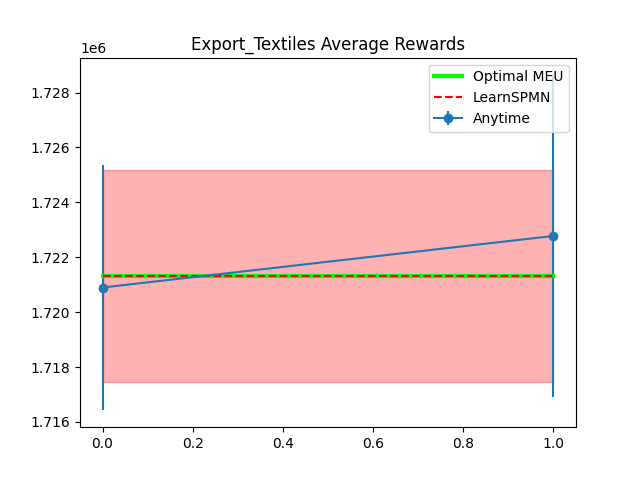 Export_Textiles Average Rewards
1e6
Optimal MEU
LearnSPMN
Anytime
1.728
1.726
1.724
1.722
1.720
1.718
1.716
0.0 0.2 0.4 0.6 0.8 1.0